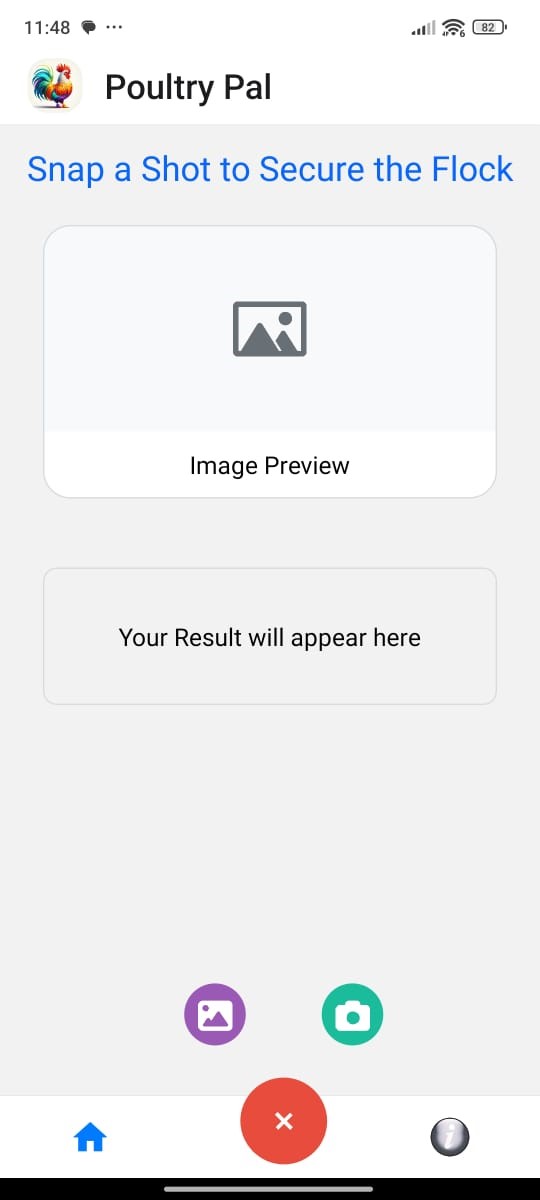 11:48
82
Poultry Pal
Snap a Shot to Secure the Flock
Image Preview
Your Result will appear here